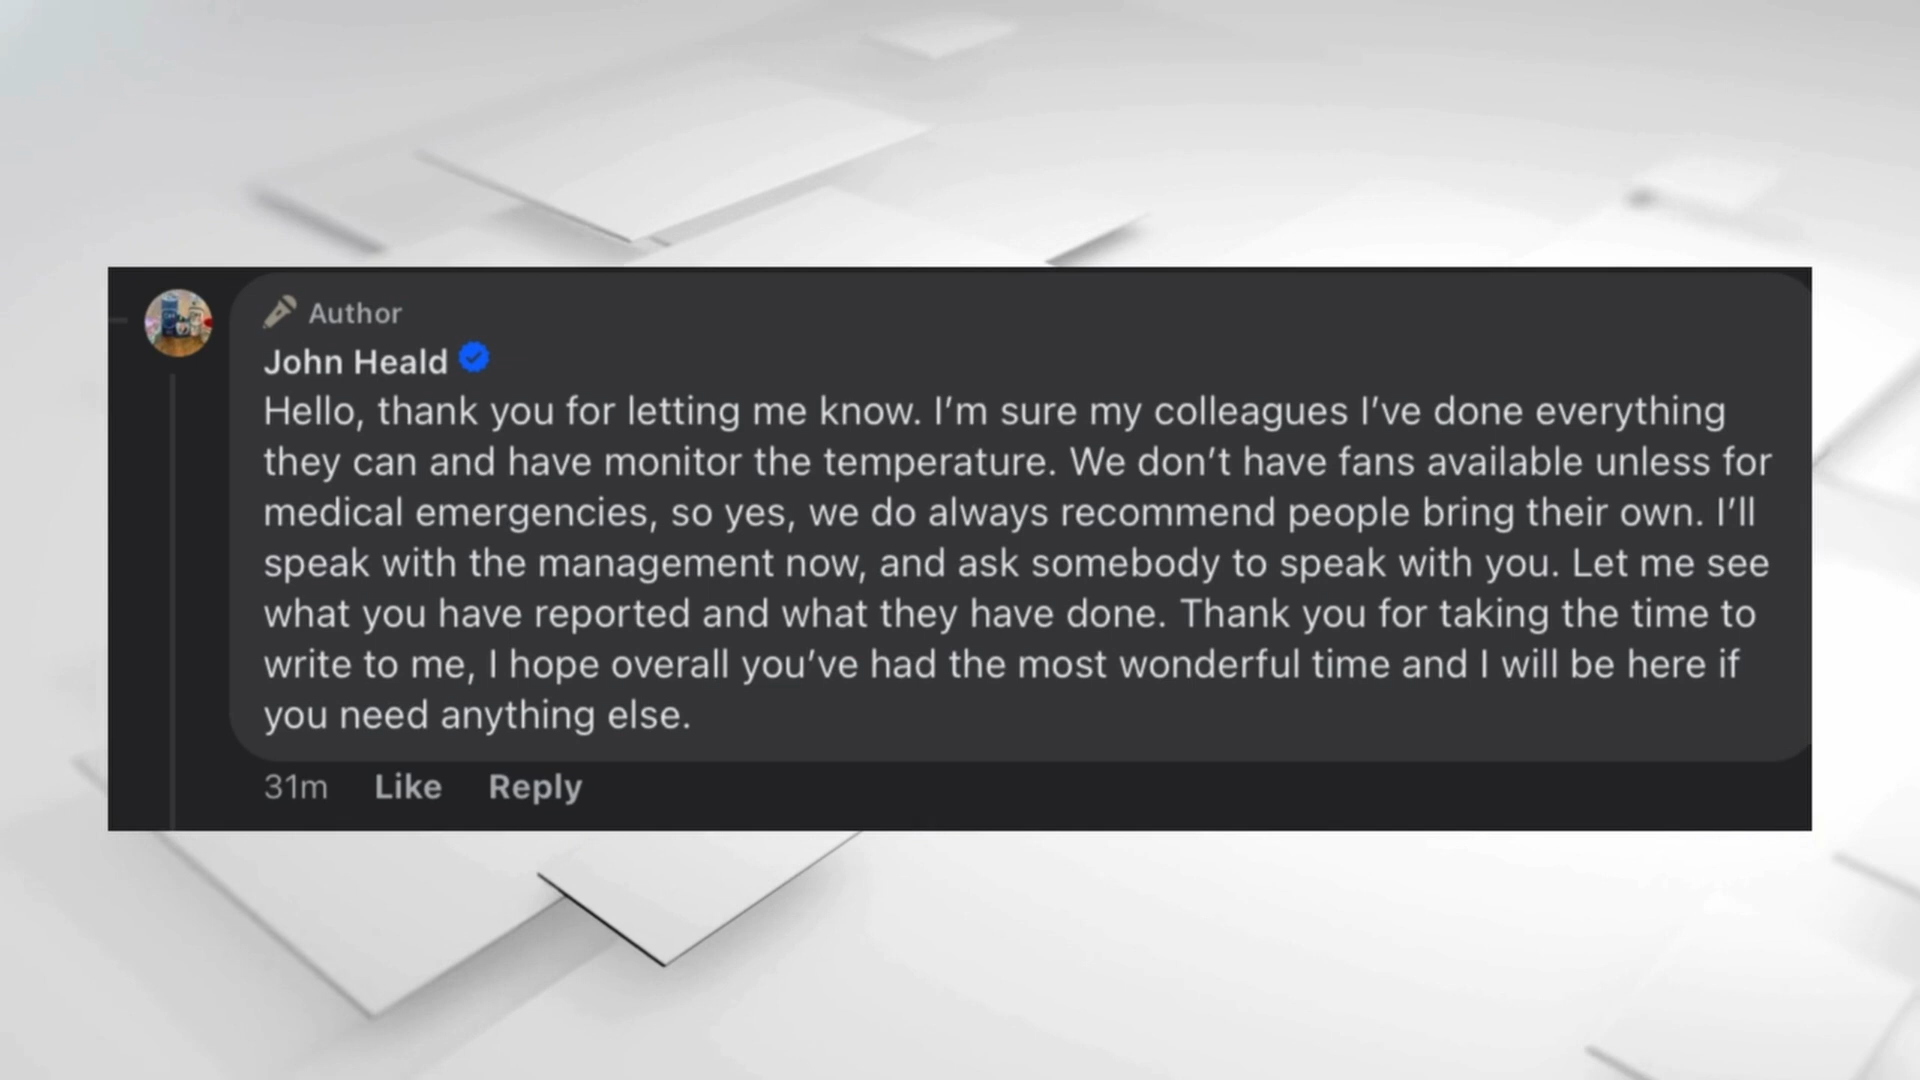 Author
John Heald
Hello, thank you for letting me know. I’m sure my colleagues I’ve done everything
they can and have monitor the temperature. We don’t have fans available unless for
medical emergencies, so yes, we do always recommend people bring their own. I’ll
speak with the management now, and ask somebody to speak with you. Let me see
what you have reported and what they have done. Thank you for taking the time to
write to me, I hope overall you’ve had the most wonderful time and I will be here if
you need anything else.
31m Like Reply